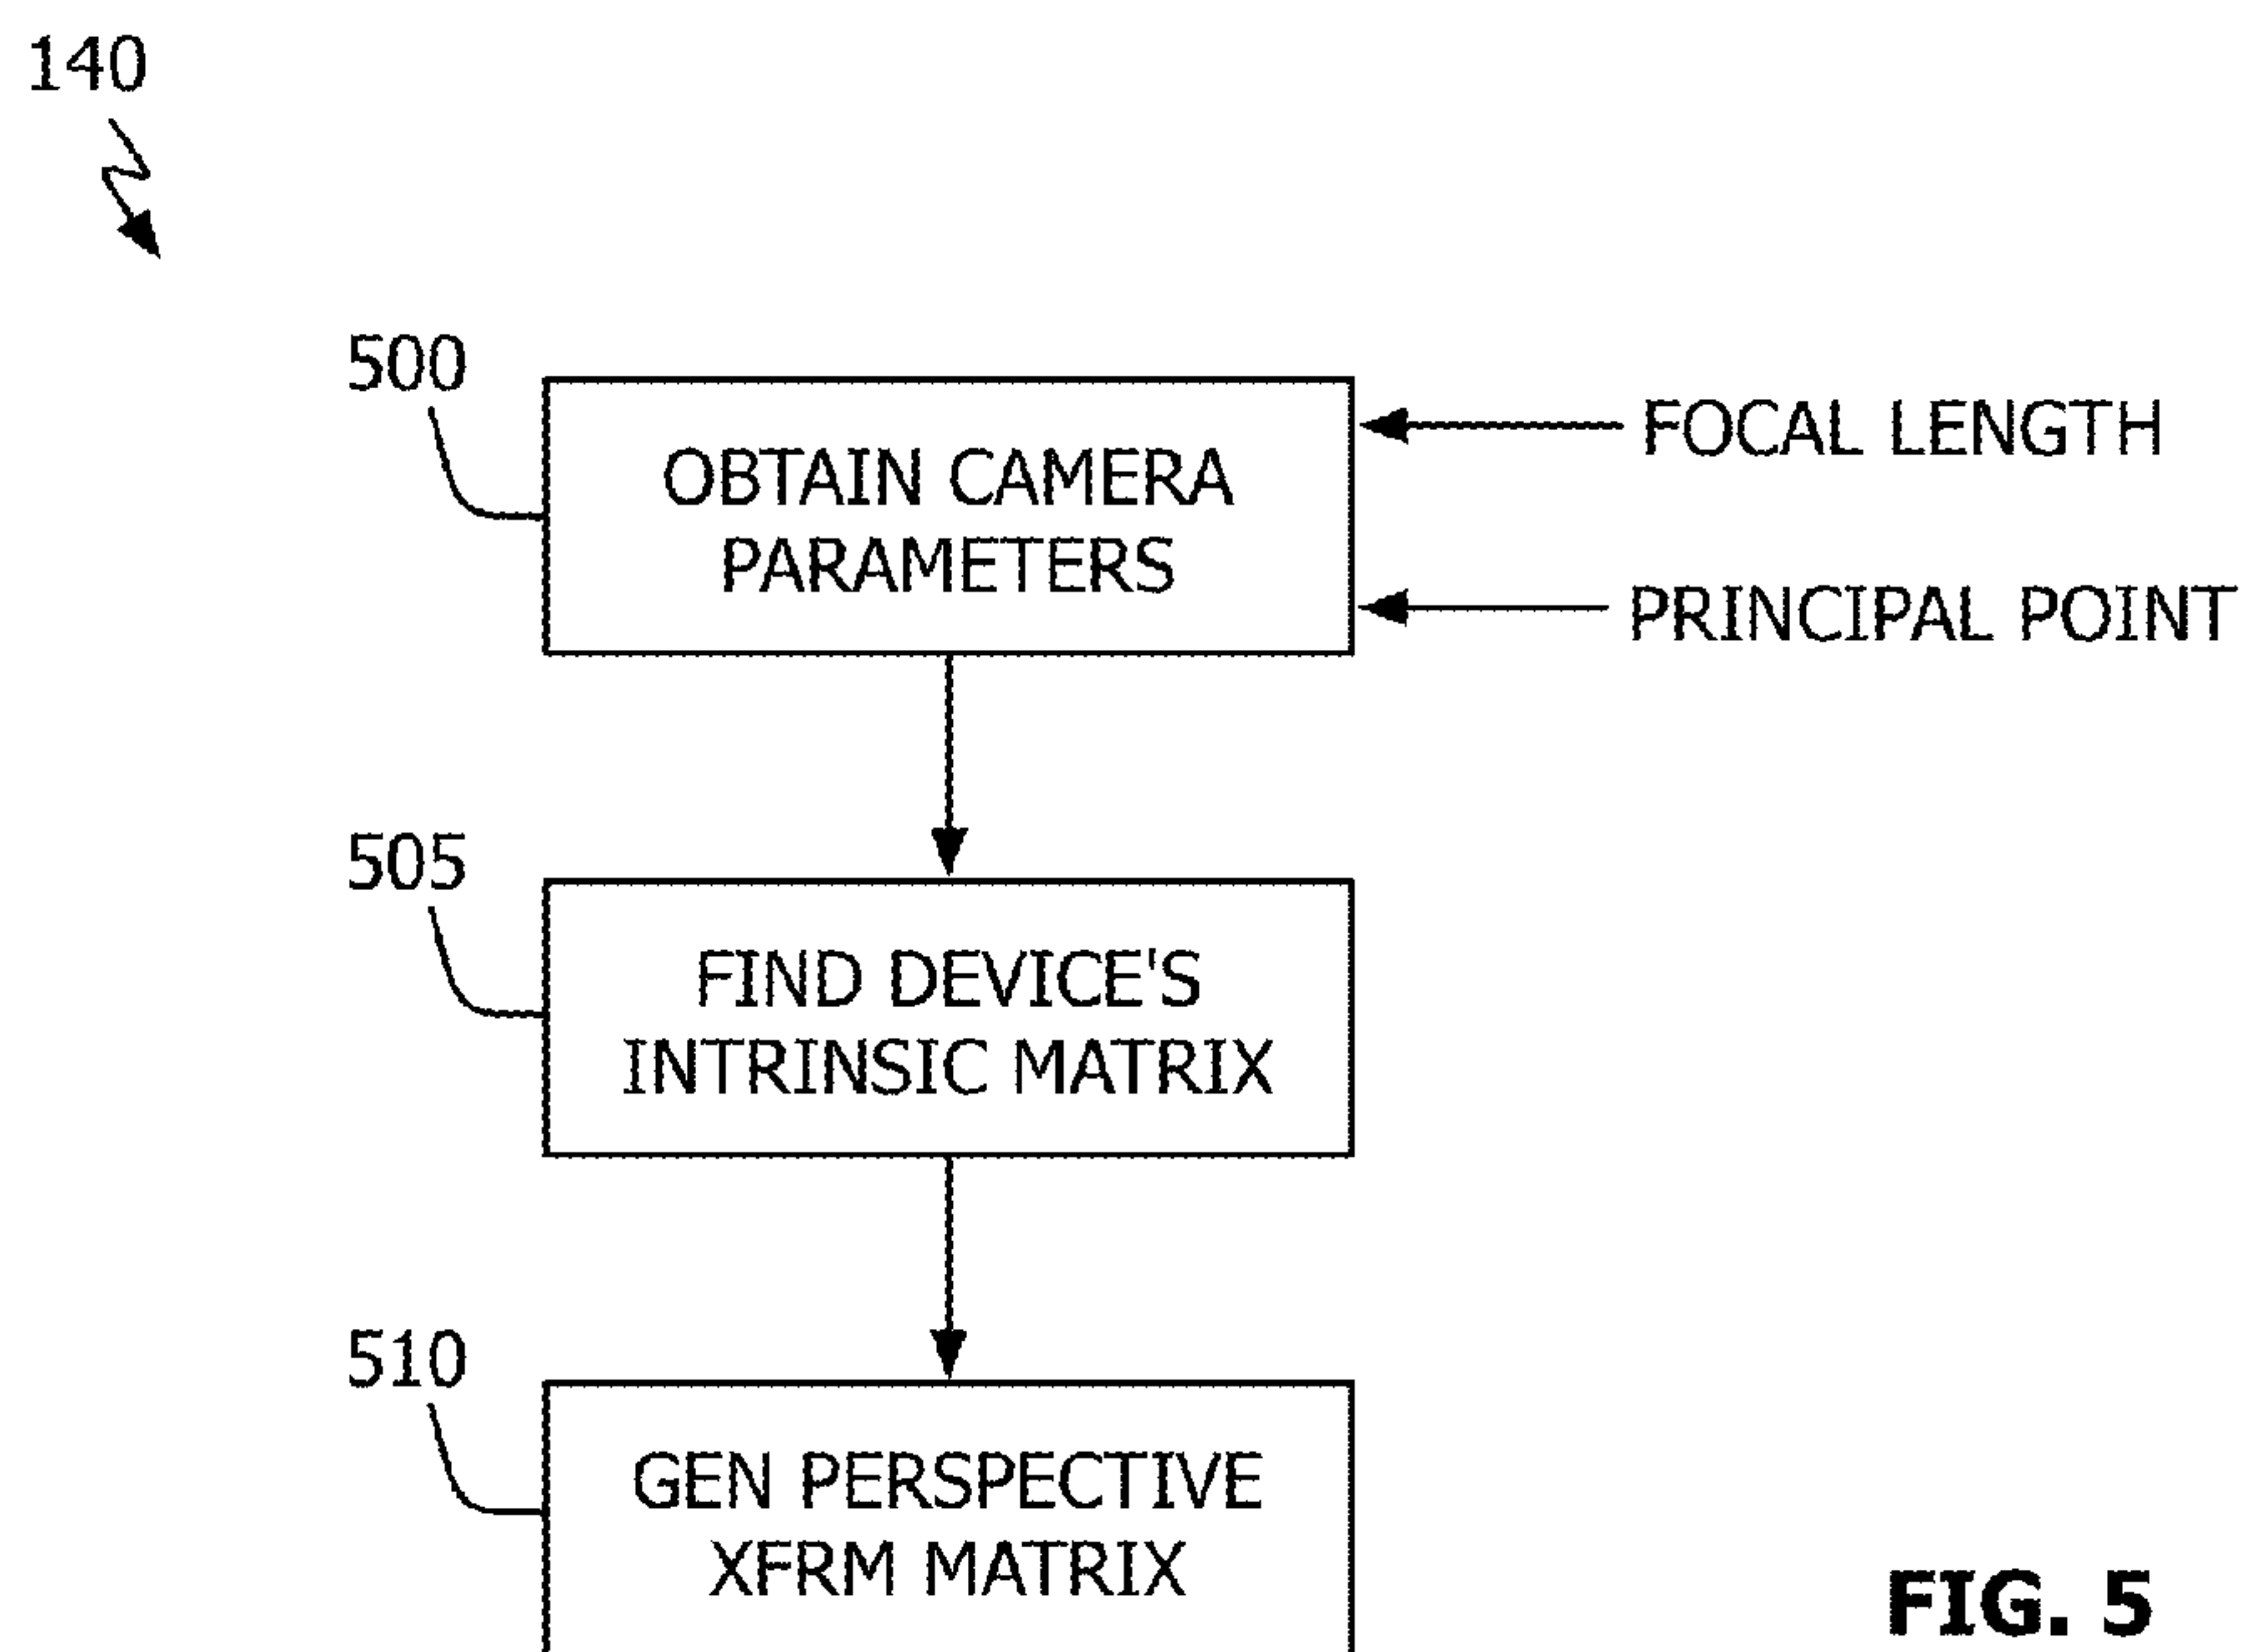 140
500
OBTAIN CAMERA
PARAMETERS
FOCAL LENGTH
PRINCIPAL POINT
505
FIND DEVICE'S
INTRINSIC MATRIX
510
GEN PERSPECTIVE
XFRM MATRIX
FIG. 5